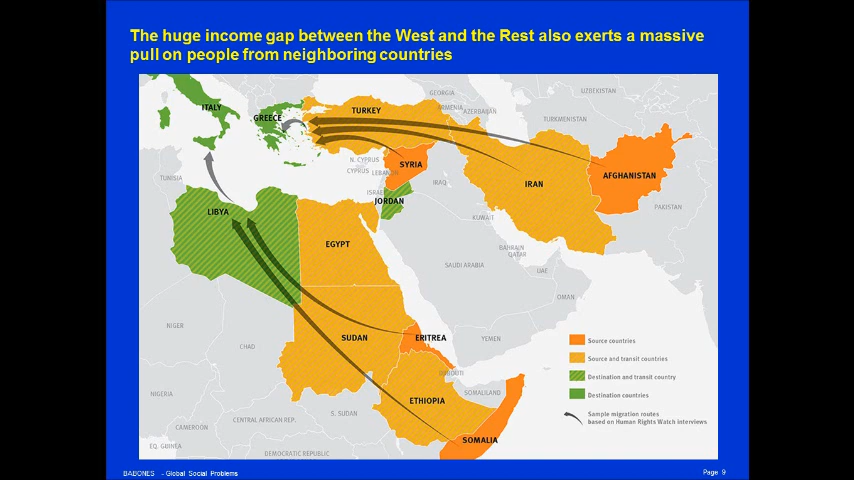 The huge income gap between the West and the Rest also exerts a massive
pull on people from neighboring countries
UZBEKISTAN
GEORGIA
ITALY
TURKEY
ARMENIA
AZERBAIJAN
GREECE
TURKMENISTAN
N. CYPRUS
SYRIA
CYPRUS
LEBANON
TUNISIA
AFGHANISTAN
IRAQ
IRAN
ISRAEL
JORDAN
PAKISTAN
LIBYA
KUWAIT
EGYPT
BAHRAIN
QATAR
SAUDI ARABIA
UAE
OMAN
NIGER
SUDAN
ERITREA
YEMEN
CHAD
DJIBOUTI
NIGERIA
SOMALILAND
ETHIOPIA
S. SUDAN
CENTRAL AFRICAN REP.
CAMEROON
SOMALIA
EQ. GUINEA
DEMOCRATIC REPUBLIC
Source countries
Source and transit countries
Destination and transit country
Destination countries
Sample migration routes
based on Human Rights Watch interviews
BABONES - Global Social Problems
Page 9